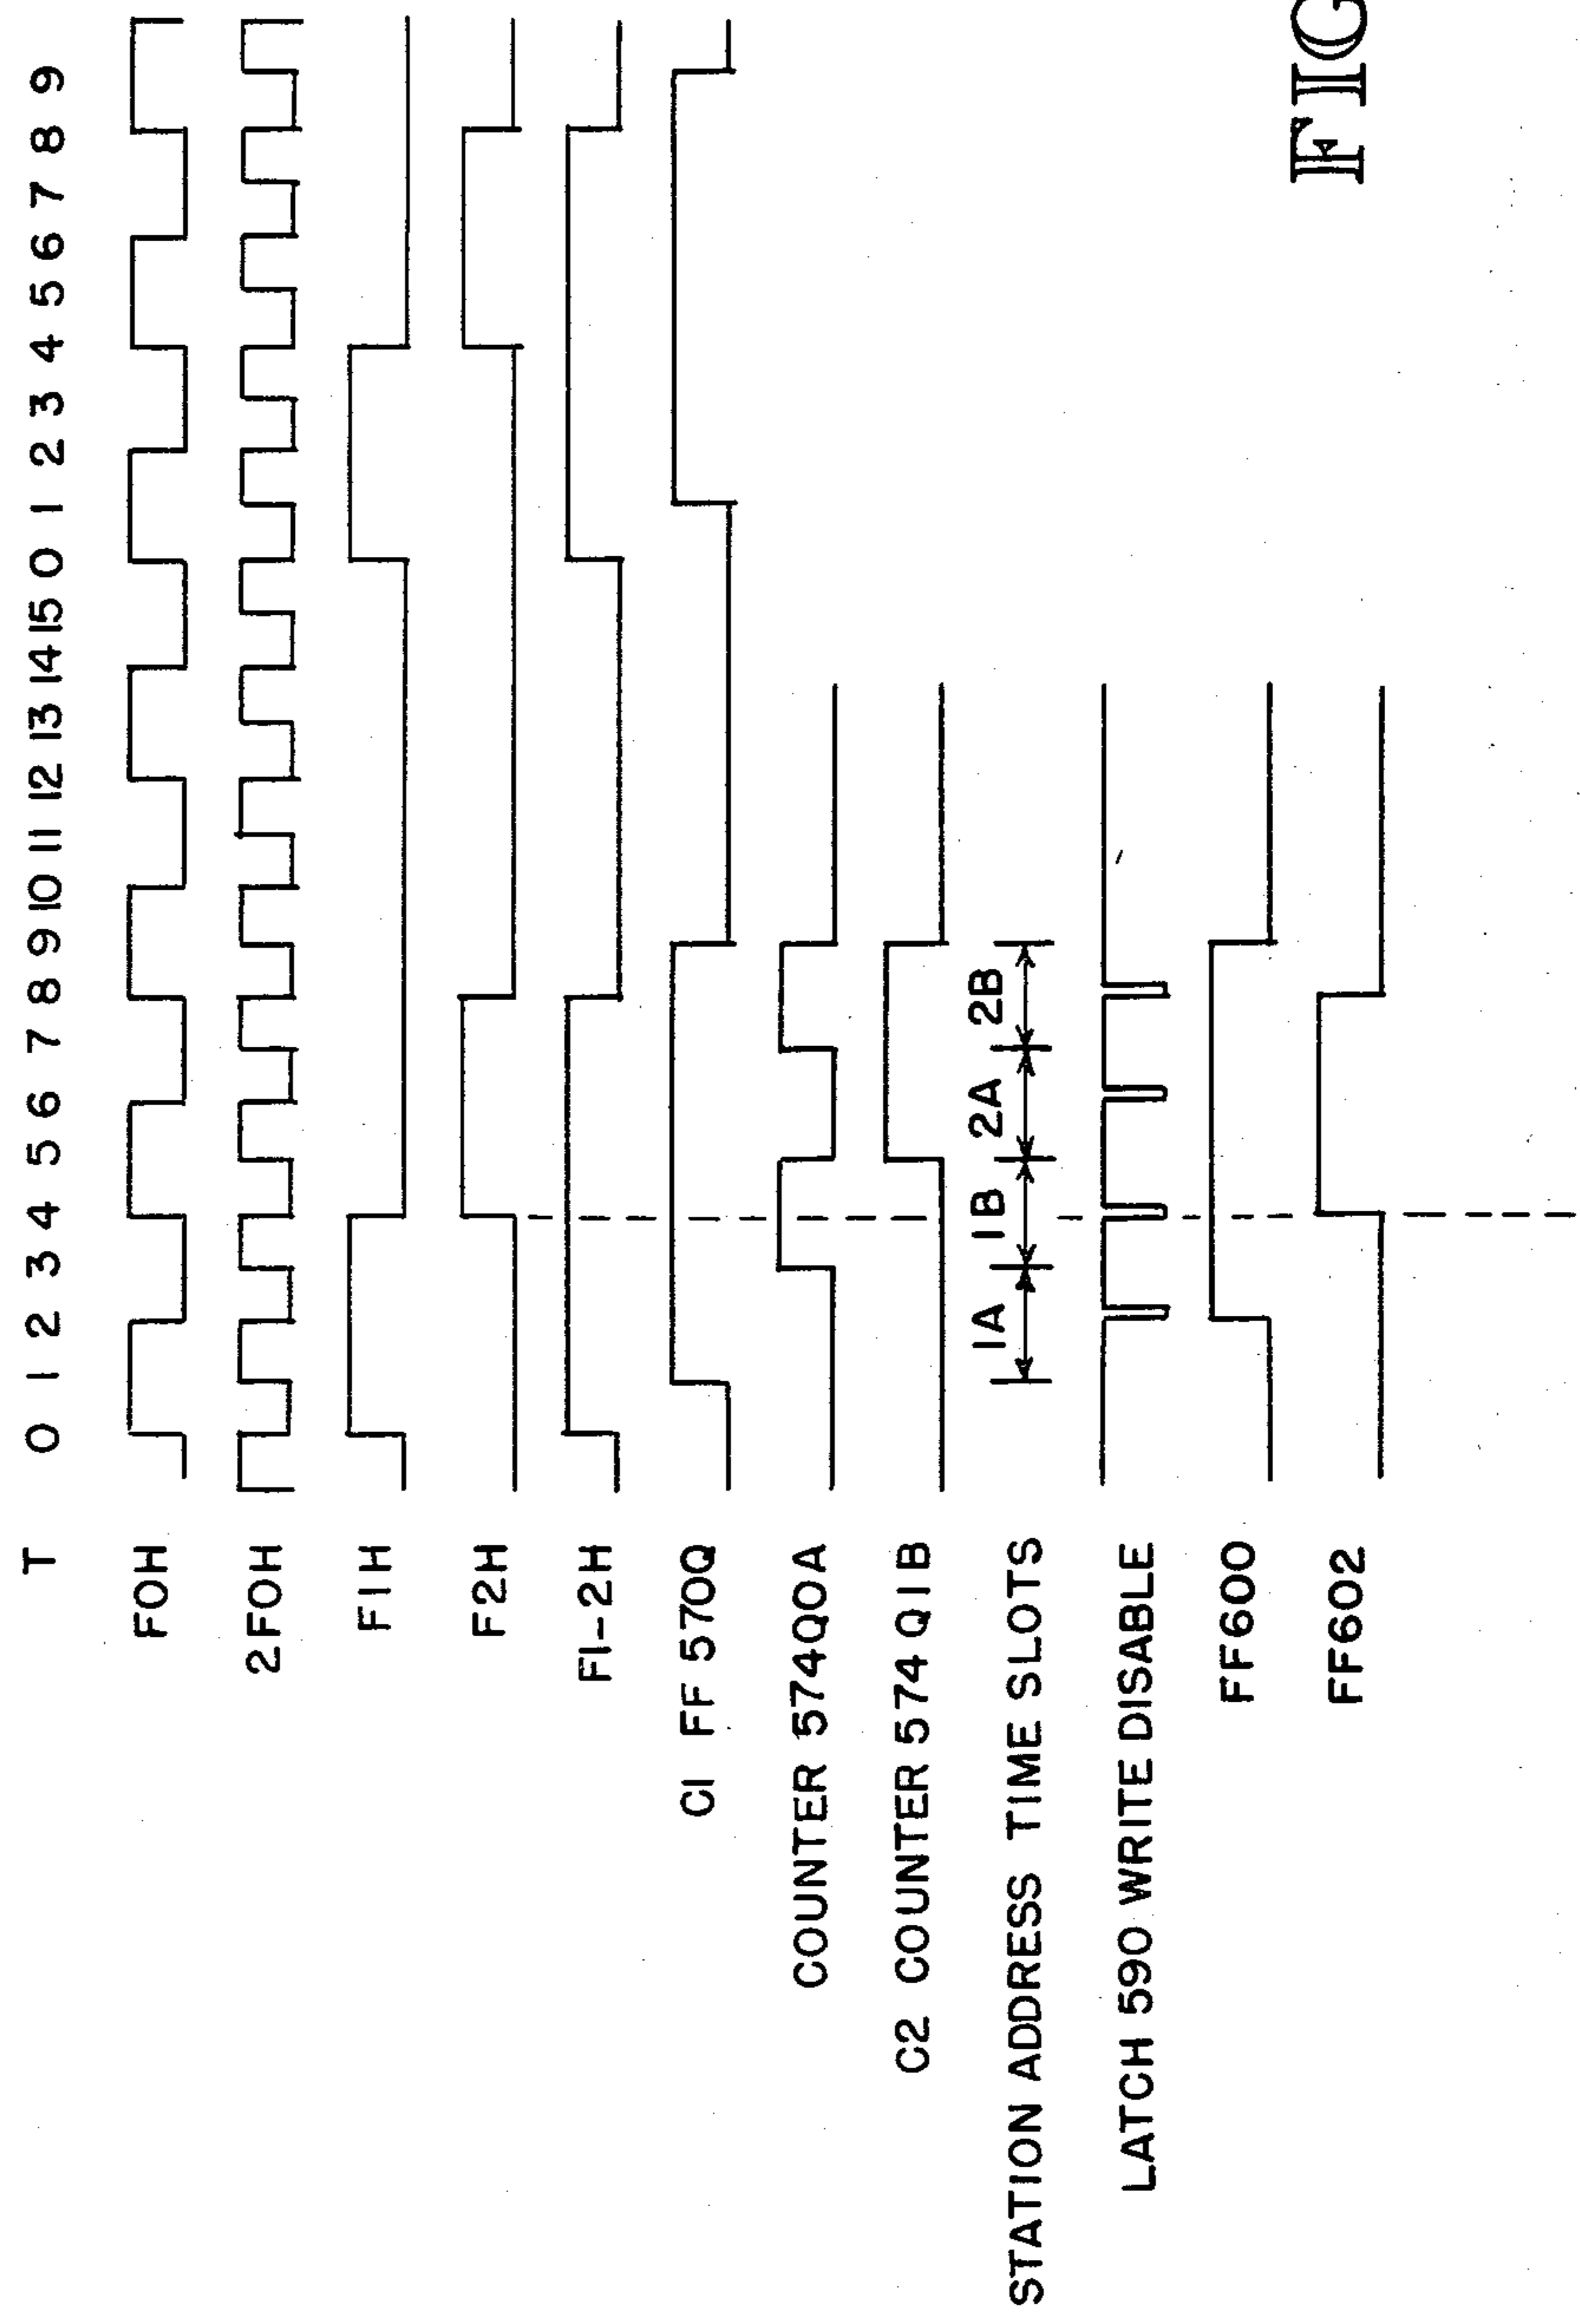 T 0 1 2 3 4 5 6 7 8 9 10 11 12 13 14 15 0 1 2 3 4 5 6 7 8 9
F0H
2F0H
F1H
F2H
F1-2H
C1 FF 570Q
COUNTER 574Q0A
C2 COUNTER 574 Q1B
STATION ADDRESS TIME SLOTS 1A 1B 2A 2B
LATCH 590 WRITE DISABLE
FF600
FF602
FIG